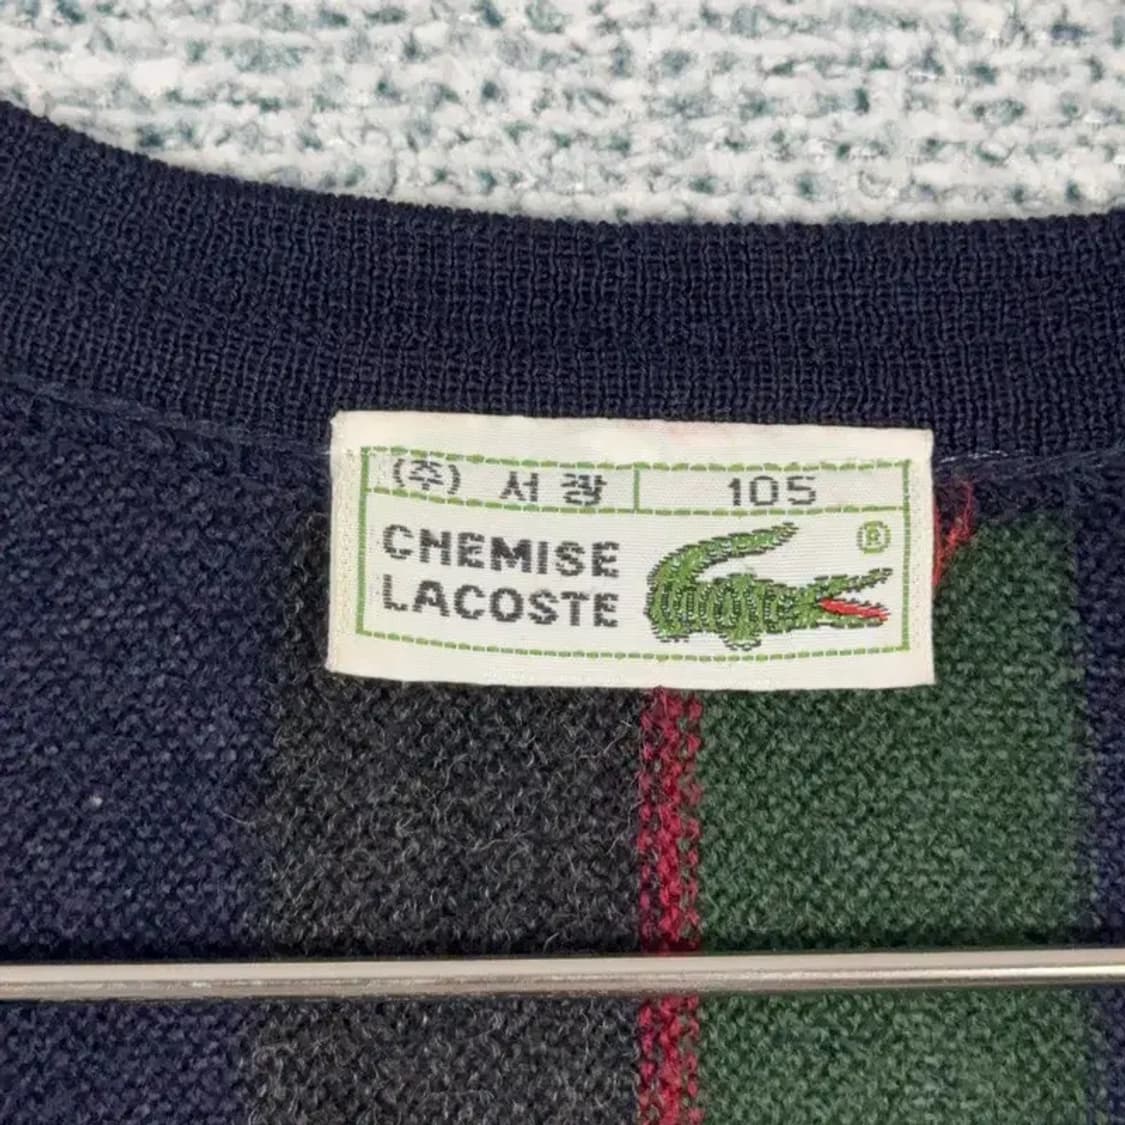 (주) 서광 105
CHEMISE
LACOSTE
®